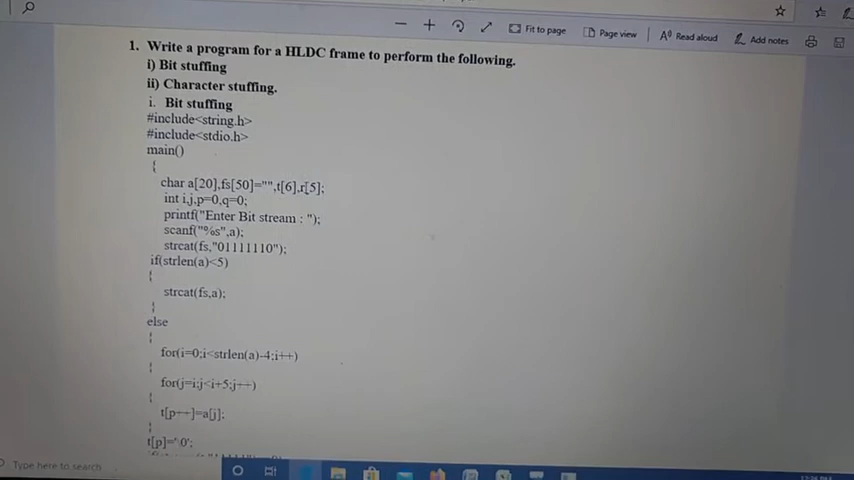 Fit to page
Page view
Read aloud
Add notes
1. Write a program for a HLDC frame to perform the following.
i) Bit stuffing
ii) Character stuffing.
i. Bit stuffing
#include<string.h>
#include<stdio.h>
main()
{
char a[20],fs[50]="",t[6],r[5];
int i,j,p=0,q=0;
printf("Enter Bit stream : ");
scanf("%s",a);
strcat(fs,"01111110");
if(strlen(a)<5)
{
strcat(fs,a);
}
else
{
for(i=0;i<strlen(a)-4;i++)
{
for(j=i;j<i+5;j++)
{
t[p++]=a[j];
}
t[p]='\0';
Type here to search